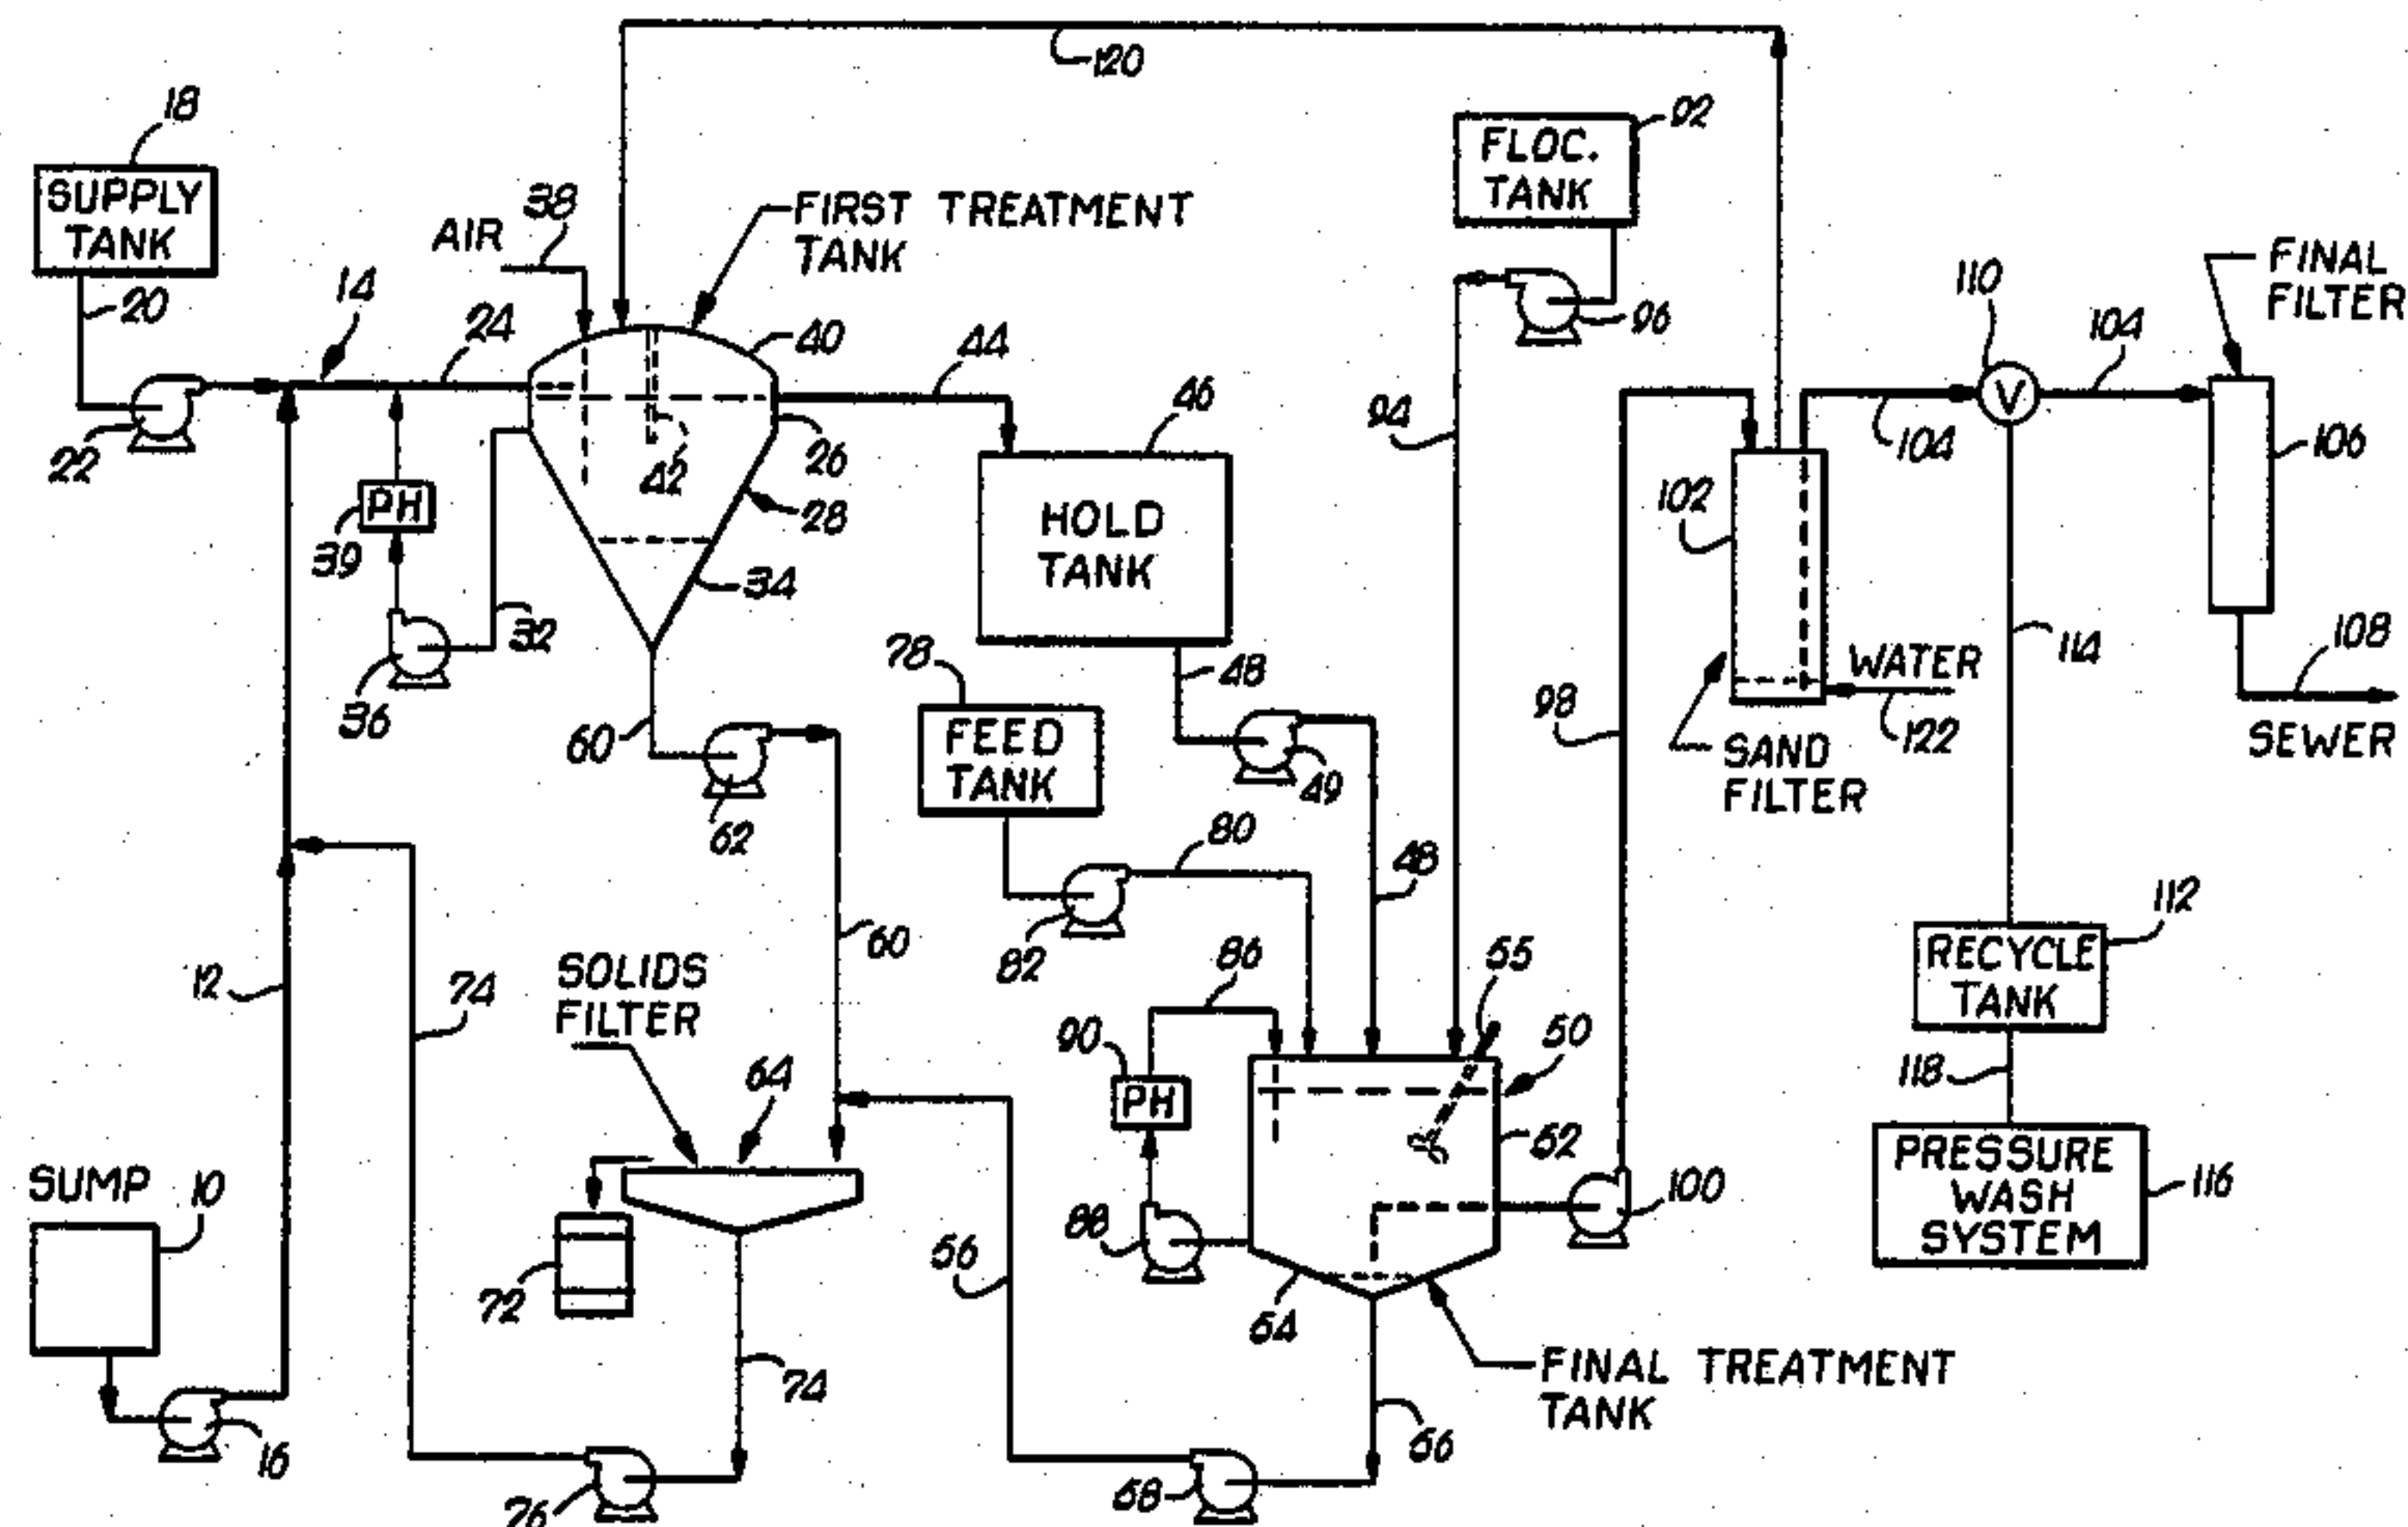 120
18
92
SUPPLY
TANK
FLOC.
TANK
38
AIR
FIRST TREATMENT
TANK
FINAL
FILTER
110
14
20
24
96
40
44
104
V
94
46
22
42
26
104
106
PH
39
28
102
HOLD
TANK
34
32
114
108
78
48
WATER
36
60
98
122
SEWER
FEED
TANK
SAND
FILTER
49
62
80
48
112
82
60
55
RECYCLE
TANK
12
74
SOLIDS
FILTER
86
90
50
118
64
PH
52
PRESSURE
WASH
SYSTEM
116
SUMP
10
100
88
56
72
54
74
FINAL TREATMENT
TANK
56
16
58
76